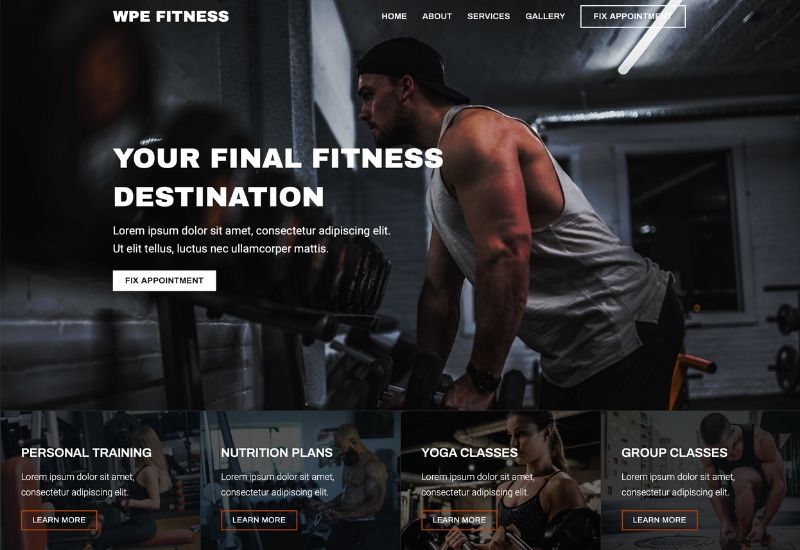 WPE FITNESS
HOME
ABOUT
SERVICES
GALLERY
FIX APPOINTMENT
YOUR FINAL FITNESS
DESTINATION
Lorem ipsum dolor sit amet, consectetur adipiscing elit.
Ut elit tellus, luctus nec ullamcorper mattis.
FIX APPOINTMENT
PERSONAL TRAINING
Lorem ipsum dolor sit amet,
consectetur adipiscing elit.
LEARN MORE
NUTRITION PLANS
Lorem ipsum dolor sit amet,
consectetur adipiscing elit.
LEARN MORE
YOGA CLASSES
Lorem ipsum dolor sit amet,
consectetur adipiscing elit.
LEARN MORE
GROUP CLASSES
Lorem ipsum dolor sit amet,
consectetur adipiscing elit.
LEARN MORE